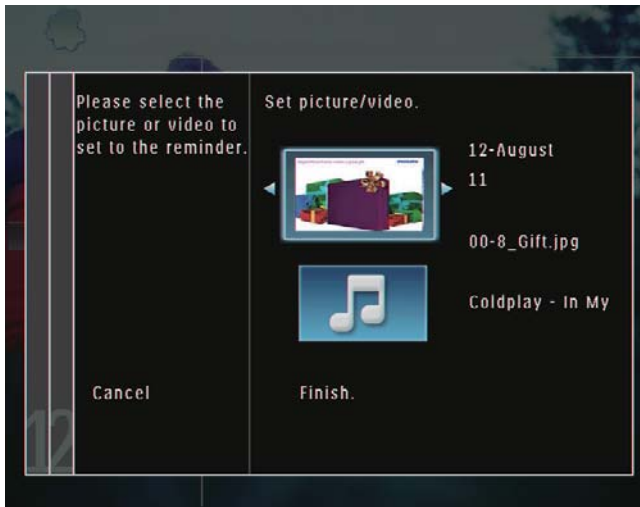 Please select the
picture or video to
set to the reminder.
Cancel
Set picture/video.
12-August
11
00-8_Gift.jpg
Coldplay - In My
Finish.
12